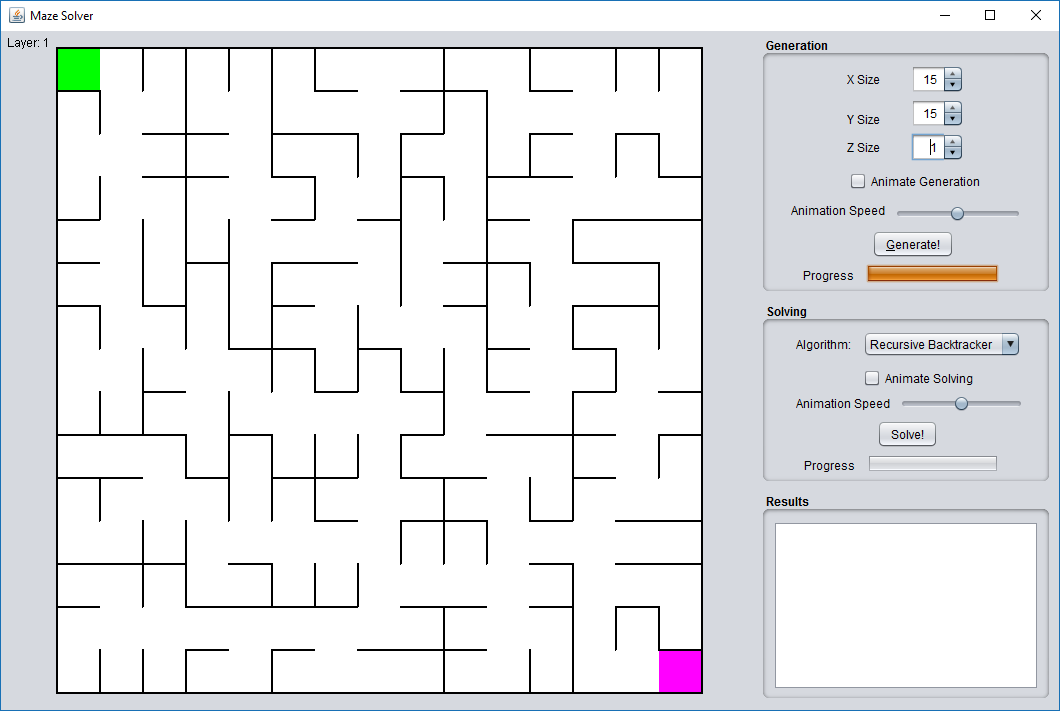 Maze Solver
Layer: 1
Generation
X Size 15
Y Size 15
Z Size 1
Animate Generation
Animation Speed
Generate!
Progress
Solving
Algorithm: Recursive Backtracker
Animate Solving
Animation Speed
Solve!
Progress
Results